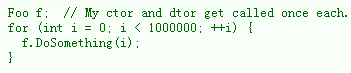 Foo f;  // My ctor and dtor get called once each.
for (int i = 0; i < 1000000; ++i) {
  f.DoSomething(i);
}